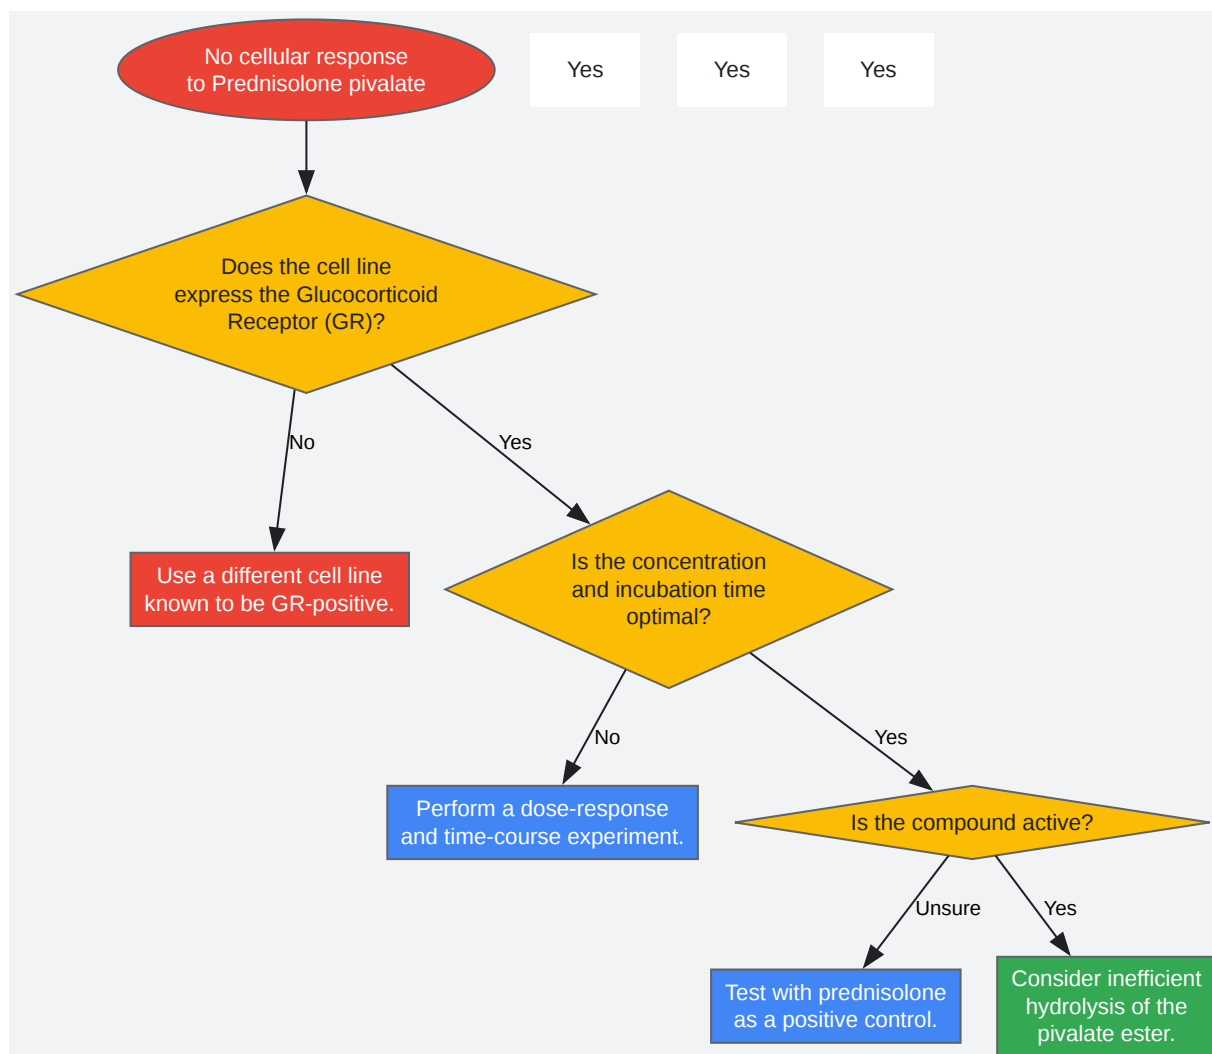 No cellular response
to Prednisolone pivalate
Yes
Yes
Yes
Does the cell line
express the Glucocorticoid
Receptor (GR)?
No
Yes
Use a different cell line
known to be GR-positive.
Is the concentration
and incubation time
optimal?
No
Yes
Perform a dose-response
and time-course experiment.
Is the compound active?
Unsure
Yes
Test with prednisolone
as a positive control.
Consider inefficient
hydrolysis of the
pivalate ester.